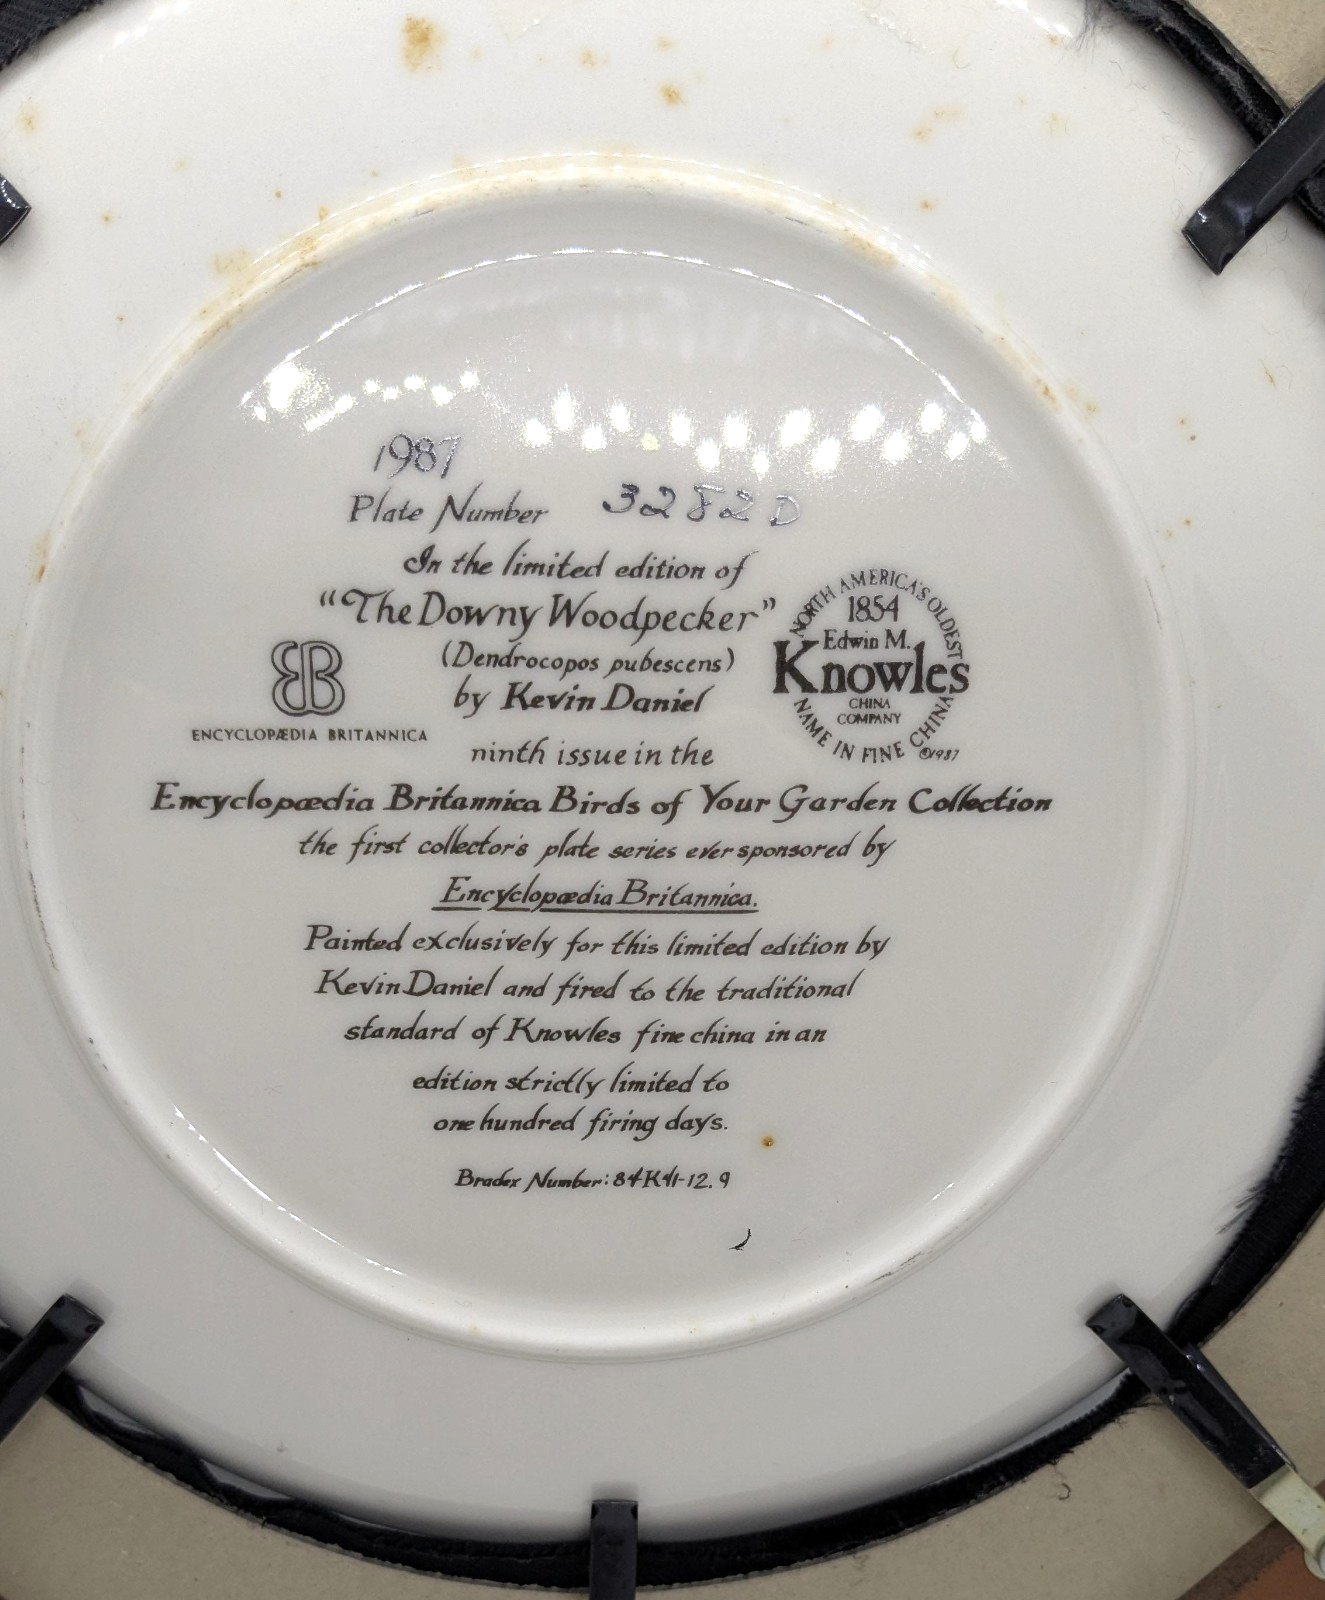 1987
Plate Number 3282D
In the limited edition of
"The Downy Woodpecker"
(Dendrocopos pubescens)
by Kevin Daniel
ENCYCLOPÆDIA BRITANNICA
NORTH AMERICA'S OLDEST
1854
Edwin M.
Knowles
CHINA
COMPANY
NAME IN FINE CHINA
©1987
ninth issue in the
Encyclopædia Britannica Birds of Your Garden Collection
the first collector's plate series ever sponsored by
Encyclopædia Britannica.
Painted exclusively for this limited edition by
Kevin Daniel and fired to the traditional
standard of Knowles fine china in an
edition strictly limited to
one hundred firing days.
Bradex Number: 84-K41-12.9